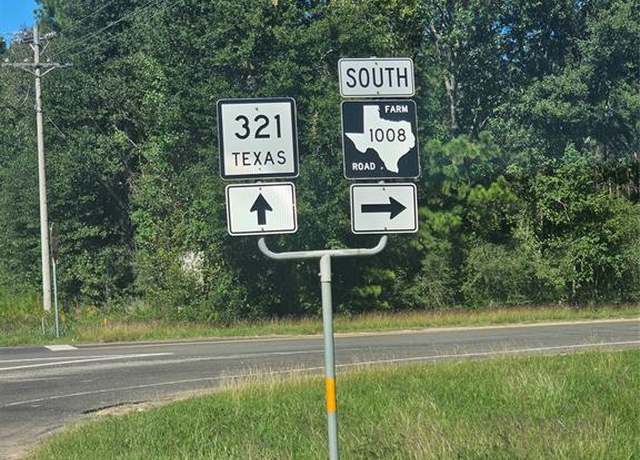 321
TEXAS
SOUTH
FARM
1008
ROAD